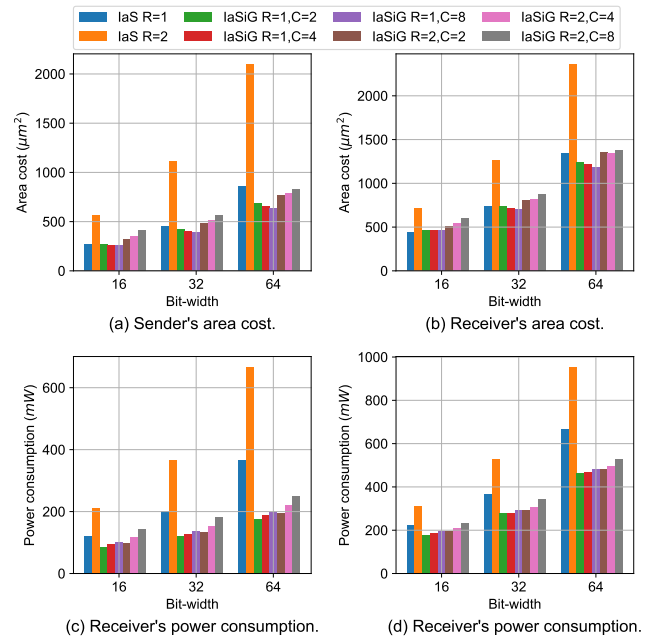 IaS R=1 IaSiG R=1,C=2 IaSiG R=1,C=8 IaSiG R=2,C=4
IaS R=2 IaSiG R=1,C=4 IaSiG R=2,C=2 IaSiG R=2,C=8
2000
1500
1000
500
0
Area cost (μm²)
16 32 64
Bit-width
(a) Sender's area cost.
2000
1500
1000
500
0
Area cost (μm²)
16 32 64
Bit-width
(b) Receiver's area cost.
600
400
200
0
Power consumption (mW)
16 32 64
Bit-width
(c) Receiver's power consumption.
1000
800
600
400
200
0
Power consumption (mW)
16 32 64
Bit-width
(d) Receiver's power consumption.